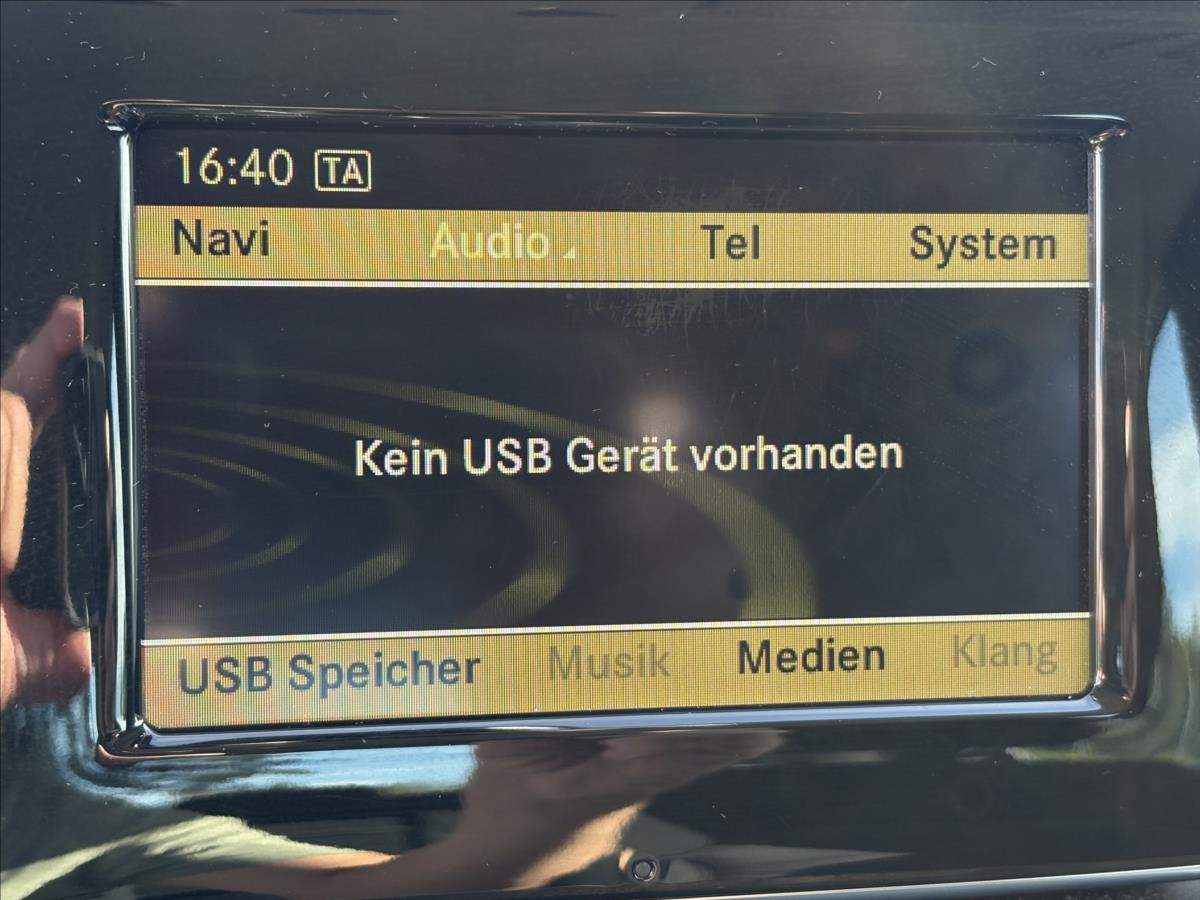 16:40 TA
Navi Audio Tel System
Kein USB Gerät vorhanden
USB Speicher Musik Medien Klang